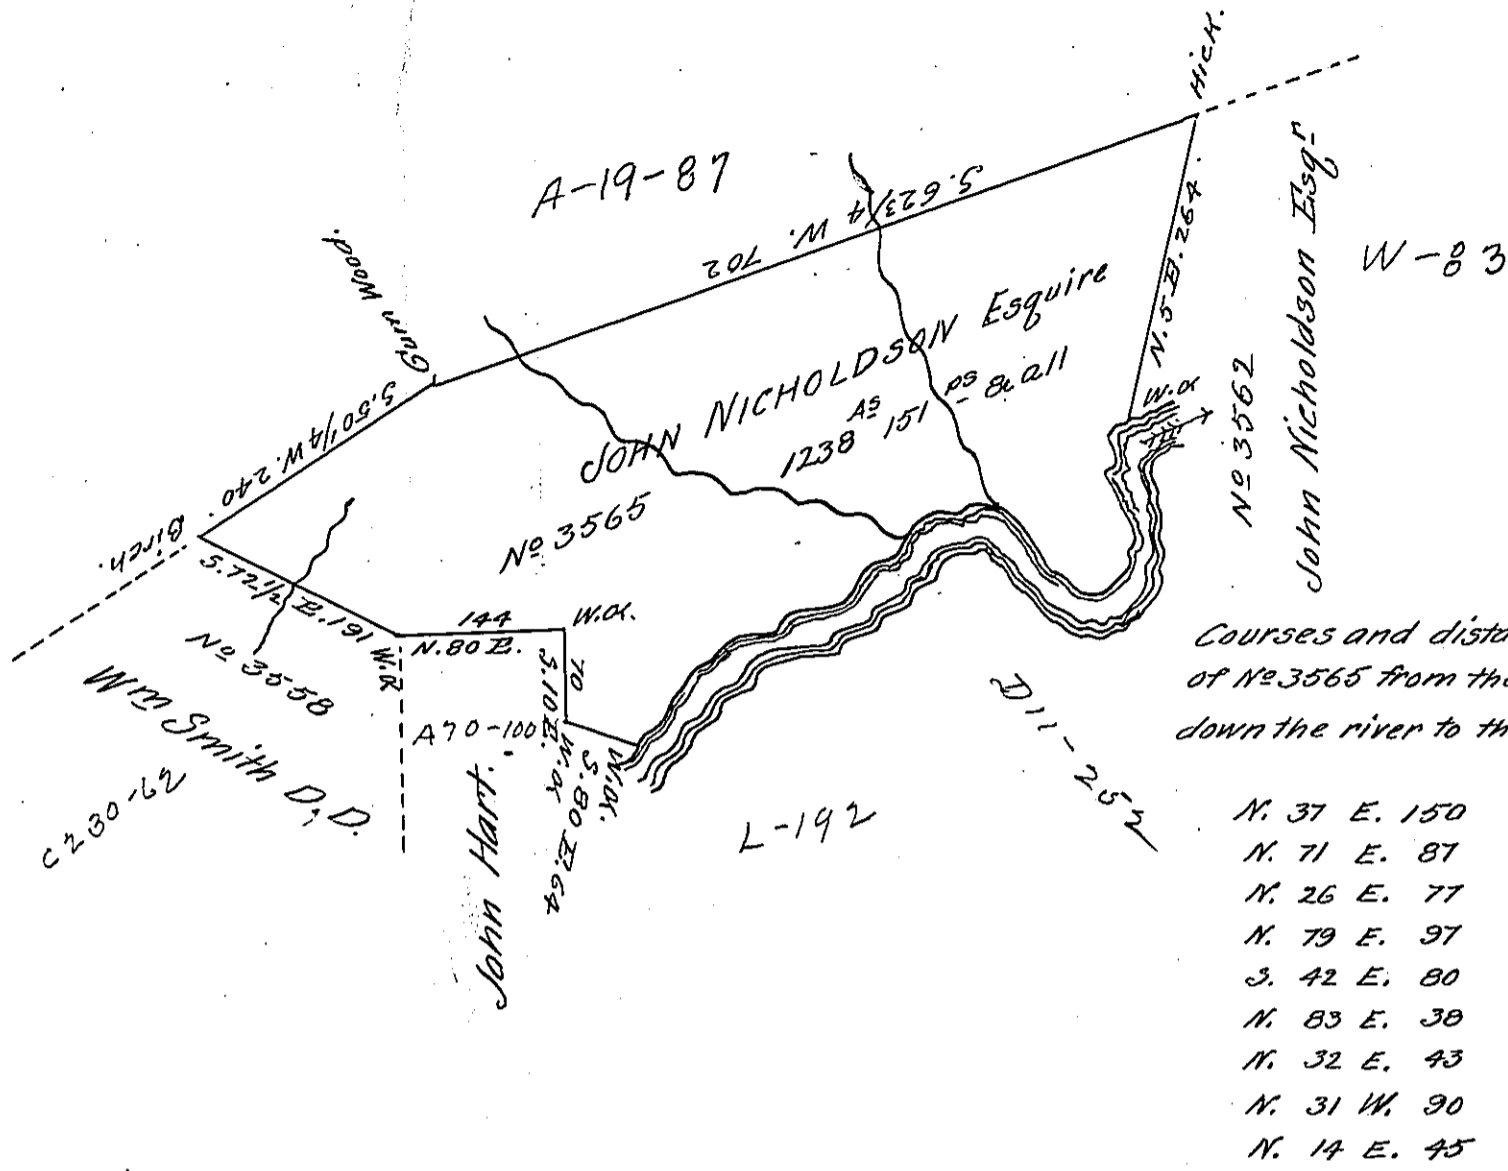 Hick.
A-19-87
S. 62 3/4 W. 702
Gum Wood.
N. 5 E. 264.
John Nicholdson Esqr
W-83
JOHN NICHOLDSON Esquire
1238 As 151 ps & all
No 3565
No 3562
W.O.
S. 50 1/4 W. 240.
Birch.
S. 72 1/2 E. 191
W.O.
144
N. 80 E.
W.O.
70
S. 10 E.
W.O.
S. 80 E. 64
W.O.
No 3558
Wm Smith D,D.
C230-62
A70-100
John Hart.
L-192
D11-252
Courses and dista
of No 3565 from the
down the river to th
N. 37 E. 150
N. 71 E. 87
N. 26 E. 77
N. 79 E. 97
S. 42 E. 80
N. 83 E. 38
N. 32 E. 43
N. 31 W. 90
N. 14 E. 45